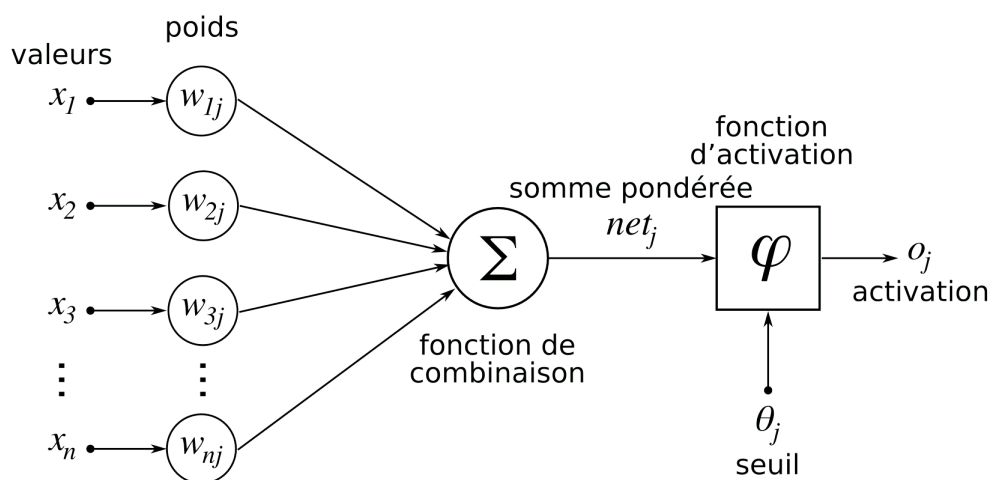 poids
valeurs
x1
w1j
x2
w2j
x3
w3j
⋮
⋮
xn
wnj
Σ
fonction de
combinaison
somme pondérée
netj
fonction
d’activation
φ
oj
activation
θj
seuil